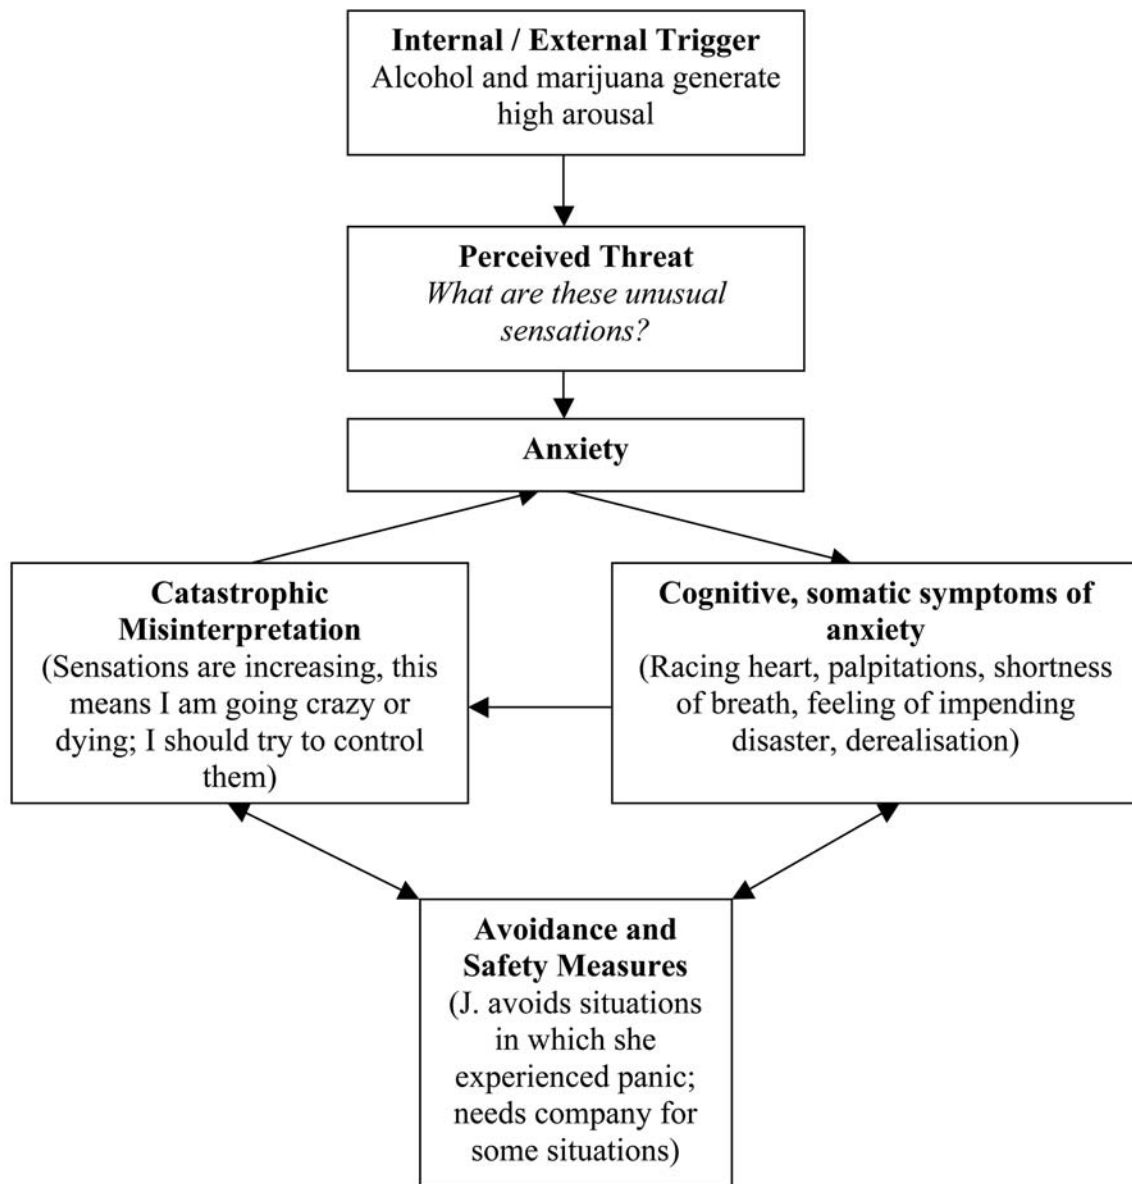 Internal / External Trigger
Alcohol and marijuana generate
high arousal
Perceived Threat
What are these unusual
sensations?
Anxiety
Catastrophic
Misinterpretation
(Sensations are increasing, this
means I am going crazy or
dying; I should try to control
them)
Cognitive, somatic symptoms of
anxiety
(Racing heart, palpitations, shortness
of breath, feeling of impending
disaster, derealisation)
Avoidance and
Safety Measures
(J. avoids situations
in which she
experienced panic;
needs company for
some situations)